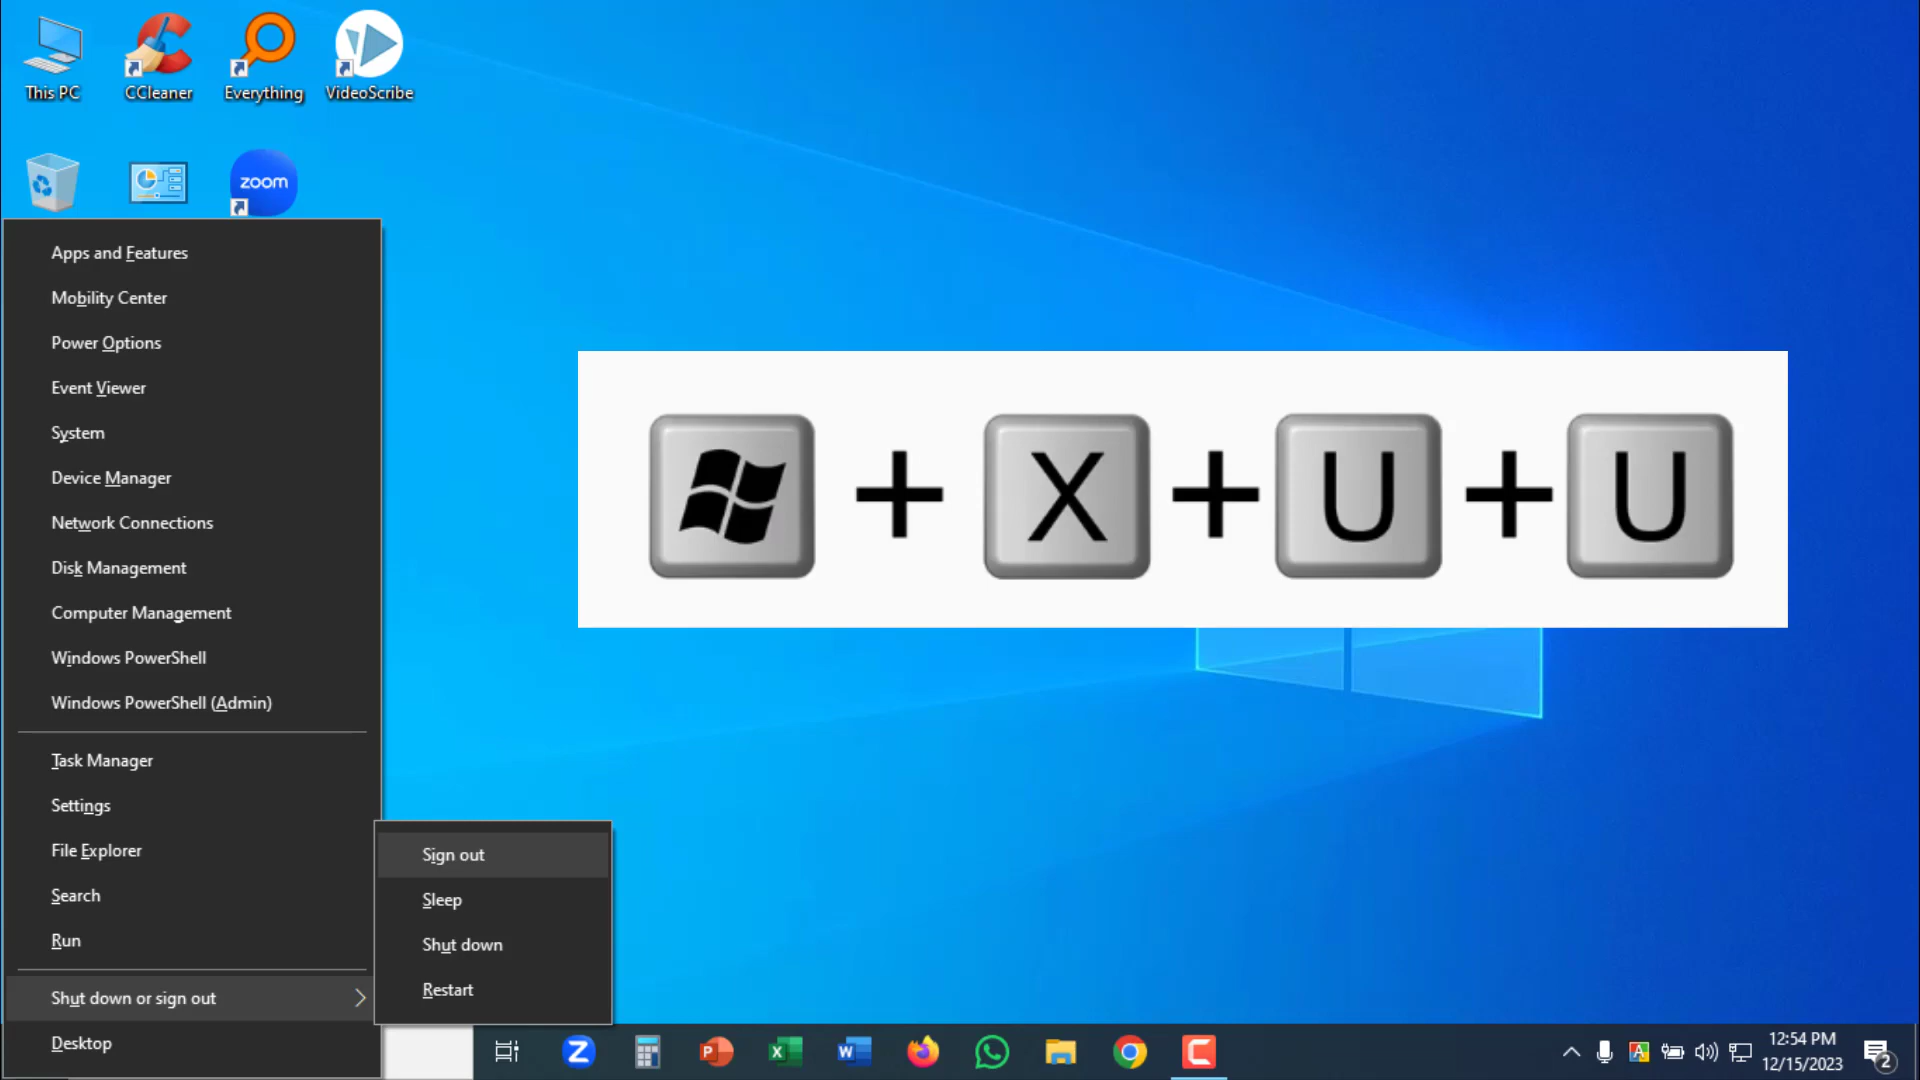 This PC
CCleaner
Everything
VideoScribe
zoom
Apps and Features
Mobility Center
Power Options
Event Viewer
System
Device Manager
Network Connections
Disk Management
Computer Management
Windows PowerShell
Windows PowerShell (Admin)
Task Manager
Settings
File Explorer
Search
Run
Shut down or sign out
Desktop
Sign out
Sleep
Shut down
Restart
+ X + U + U
Z
P
X
W
C
A
12:54 PM
12/15/2023
2